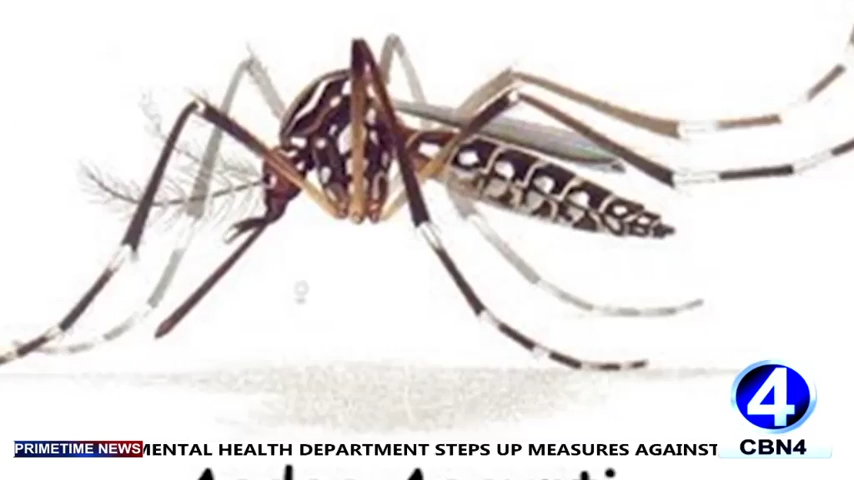 4
PRIMETIME NEWS MENTAL HEALTH DEPARTMENT STEPS UP MEASURES AGAINST CBN4